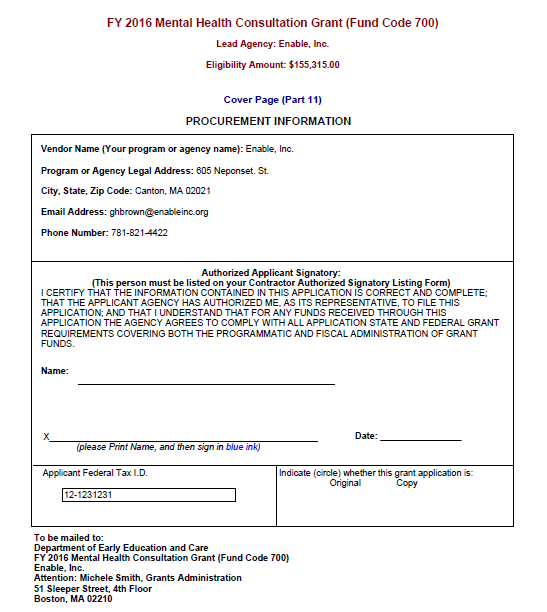 FY 2016 Mental Health Consultation Grant (Fund Code 700)
Lead Agency: Enable, Inc.
Eligibility Amount: $155,315.00
Cover Page (Part 11)
PROCUREMENT INFORMATION
Vendor Name (Your program or agency name): Enable, Inc.
Program or Agency Legal Address: 605 Neponset. St.
City, State, Zip Code: Canton, MA 02021
Email Address: ghbrown@enableinc.org
Phone Number: 781-821-4422
Authorized Applicant Signatory:
(This person must be listed on your Contractor Authorized Signatory Listing Form)
I CERTIFY THAT THE INFORMATION CONTAINED IN THIS APPLICATION IS CORRECT AND COMPLETE;
THAT THE APPLICANT AGENCY HAS AUTHORIZED ME, AS ITS REPRESENTATIVE, TO FILE THIS
APPLICATION; AND THAT I UNDERSTAND THAT FOR ANY FUNDS RECEIVED THROUGH THIS
APPLICATION THE AGENCY AGREES TO COMPLY WITH ALL APPLICATION STATE AND FEDERAL GRANT
REQUIREMENTS COVERING BOTH THE PROGRAMMATIC AND FISCAL ADMINISTRATION OF GRANT
FUNDS.
Name:
X Date:
(please Print Name, and then sign in blue ink)
Applicant Federal Tax I.D.
12-1231231
Indicate (circle) whether this grant application is:
Original Copy
To be mailed to:
Department of Early Education and Care
FY 2016 Mental Health Consultation Grant (Fund Code 700)
Enable, Inc.
Attention: Michele Smith, Grants Administration
51 Sleeper Street, 4th Floor
Boston, MA 02210